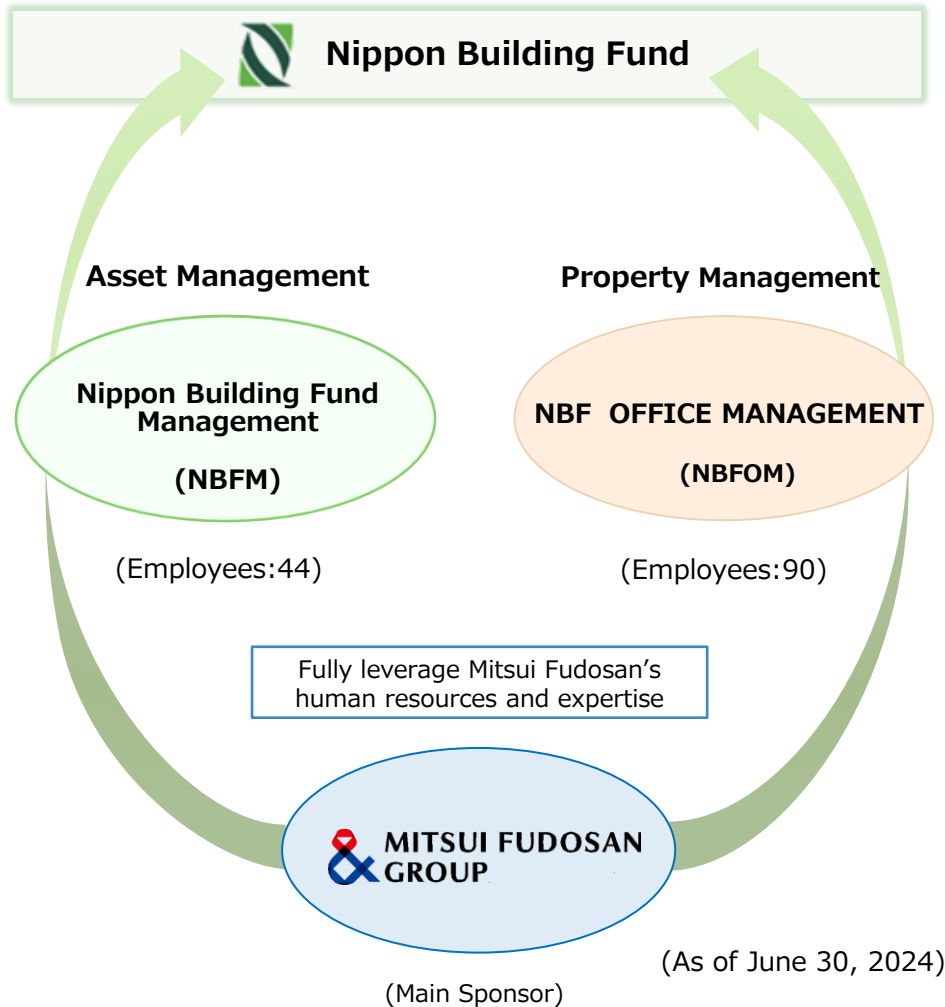 Nippon Building Fund
Asset Management
Property Management
Nippon Building Fund
Management
(NBFM)
NBF OFFICE MANAGEMENT
(NBFOM)
(Employees:44)
(Employees:90)
Fully leverage Mitsui Fudosan’s
human resources and expertise
& MITSUI FUDOSAN
GROUP
(As of June 30, 2024)
(Main Sponsor)